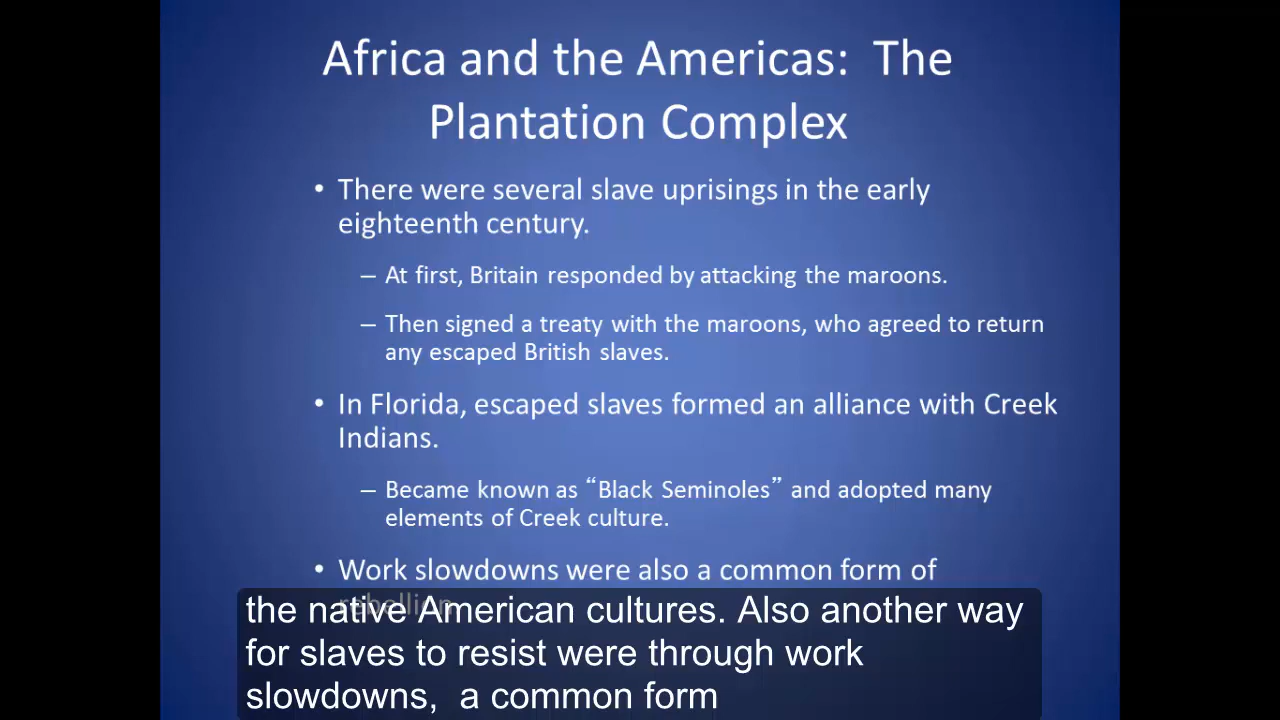 Africa and the Americas: The
Plantation Complex
• There were several slave uprisings in the early
eighteenth century.
– At first, Britain responded by attacking the maroons.
– Then signed a treaty with the maroons, who agreed to return
any escaped British slaves.
• In Florida, escaped slaves formed an alliance with Creek
Indians.
– Became known as “Black Seminoles” and adopted many
elements of Creek culture.
• Work slowdowns were also a common form of
rebellion
the native American cultures. Also another way
for slaves to resist were through work
slowdowns, a common form